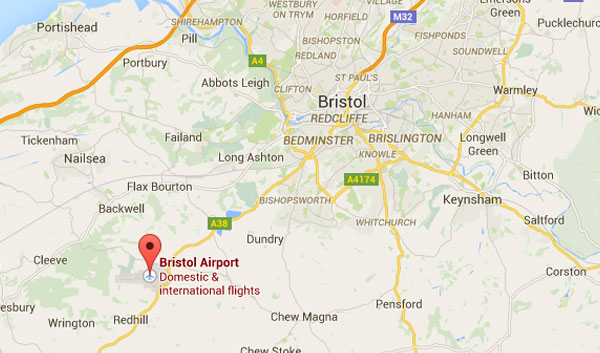 WESTBURY
ON TRYM
HORFIELD
Emersons
Green
Portishead
SHIREHAMPTON
M32
Pucklechurch
Pill
BISHOPSTON
FISHPONDS
REDLAND
SOUNDWELL
Portbury
A4
Abbots Leigh
ST PAUL'S
CLIFTON
Warmley
Bristol
REDCLIFFE
HANHAM
Tickenham
Failand
BEDMINSTER
BRISLINGTON
Longwell
Green
Nailsea
Long Ashton
KNOWLE
Bitton
Flax Bourton
A4174
Backwell
BISHOPSWORTH
Keynsham
Saltford
A38
WHITCHURCH
Dundry
Cleeve
Bristol Airport
Domestic &
international flights
Corston
esbury
Wrington
Redhill
Pensford
Chew Magna
Chew Stoke